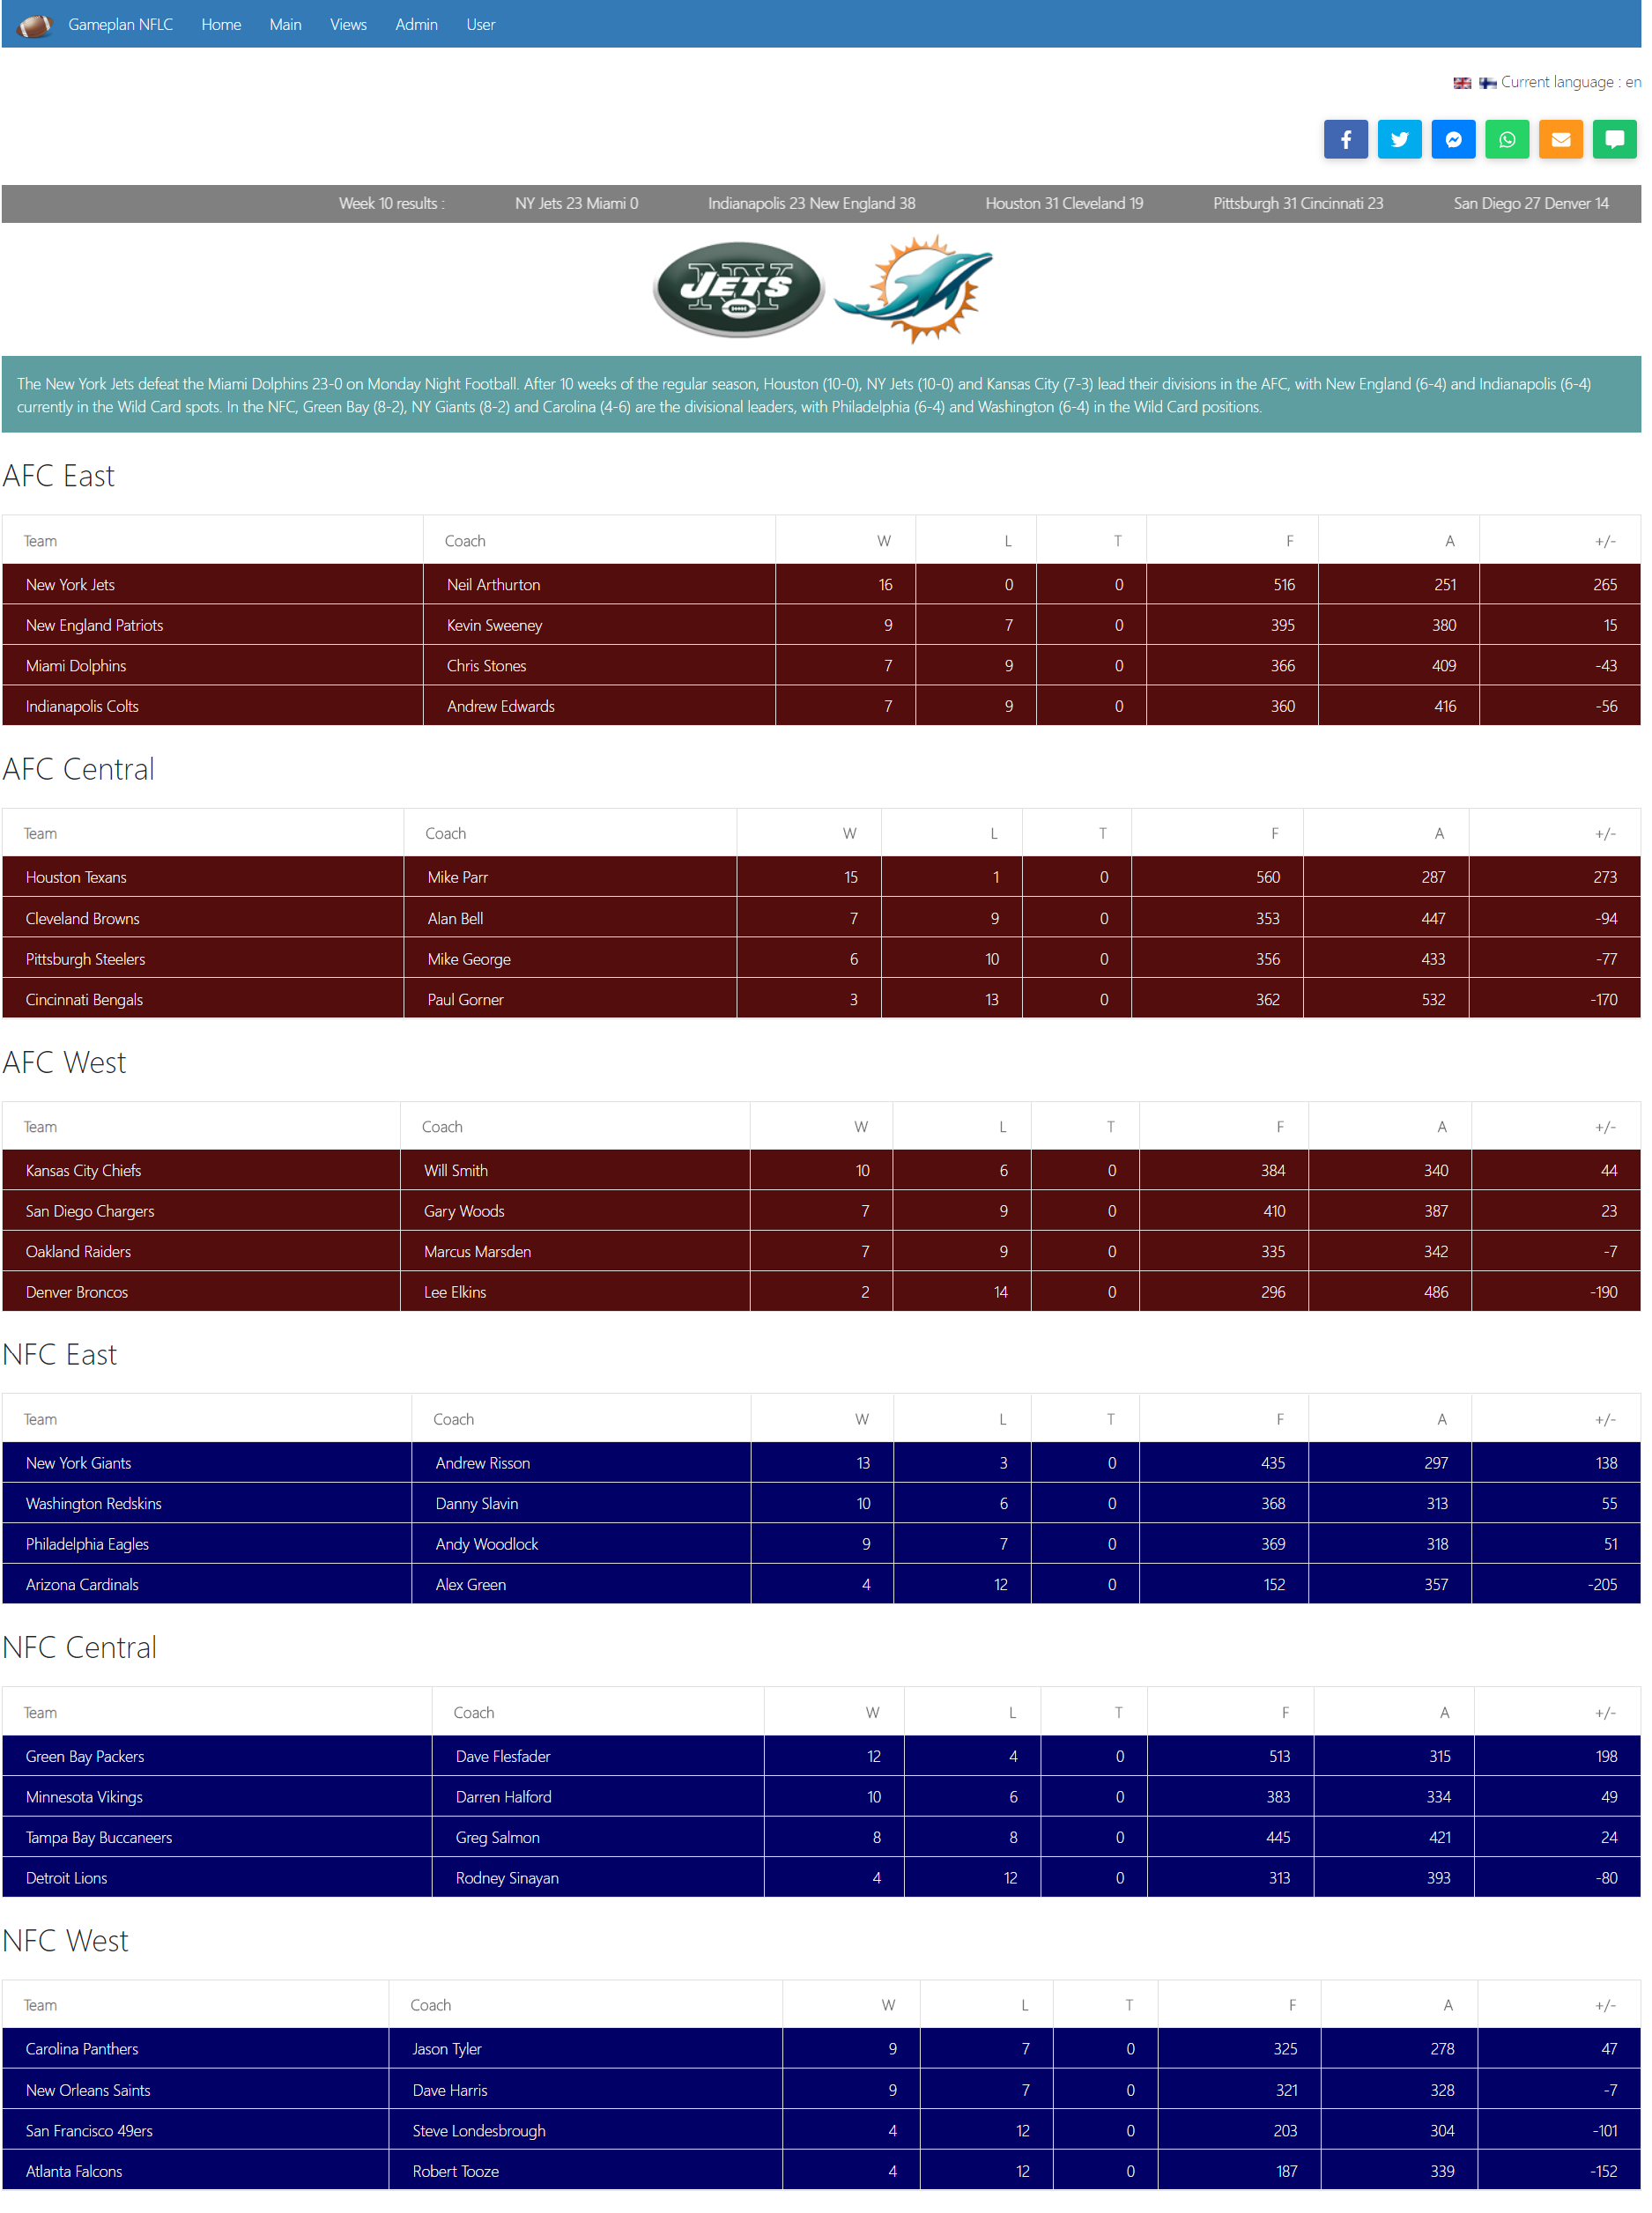 Gameplan NFLC Home Main Views Admin User
Current language : en
Week 10 results : NY Jets 23 Miami 0 Indianapolis 23 New England 38 Houston 31 Cleveland 19 Pittsburgh 31 Cincinnati 23 San Diego 27 Denver 14
NY JETS
The New York Jets defeat the Miami Dolphins 23-0 on Monday Night Football. After 10 weeks of the regular season, Houston (10-0), NY Jets (10-0) and Kansas City (7-3) lead their divisions in the AFC, with New England (6-4) and Indianapolis (6-4)
currently in the Wild Card spots. In the NFC, Green Bay (8-2), NY Giants (8-2) and Carolina (4-6) are the divisional leaders, with Philadelphia (6-4) and Washington (6-4) in the Wild Card positions.
AFC East
Team Coach W L T F A +/-
New York Jets Neil Arthurton 16 0 0 516 251 265
New England Patriots Kevin Sweeney 9 7 0 395 380 15
Miami Dolphins Chris Stones 7 9 0 366 409 -43
Indianapolis Colts Andrew Edwards 7 9 0 360 416 -56
AFC Central
Team Coach W L T F A +/-
Houston Texans Mike Parr 15 1 0 560 287 273
Cleveland Browns Alan Bell 7 9 0 353 447 -94
Pittsburgh Steelers Mike George 6 10 0 356 433 -77
Cincinnati Bengals Paul Gorner 3 13 0 362 532 -170
AFC West
Team Coach W L T F A +/-
Kansas City Chiefs Will Smith 10 6 0 384 340 44
San Diego Chargers Gary Woods 7 9 0 410 387 23
Oakland Raiders Marcus Marsden 7 9 0 335 342 -7
Denver Broncos Lee Elkins 2 14 0 296 486 -190
NFC East
Team Coach W L T F A +/-
New York Giants Andrew Risson 13 3 0 435 297 138
Washington Redskins Danny Slavin 10 6 0 368 313 55
Philadelphia Eagles Andy Woodlock 9 7 0 369 318 51
Arizona Cardinals Alex Green 4 12 0 152 357 -205
NFC Central
Team Coach W L T F A +/-
Green Bay Packers Dave Flesfader 12 4 0 513 315 198
Minnesota Vikings Darren Halford 10 6 0 383 334 49
Tampa Bay Buccaneers Greg Salmon 8 8 0 445 421 24
Detroit Lions Rodney Sinayan 4 12 0 313 393 -80
NFC West
Team Coach W L T F A +/-
Carolina Panthers Jason Tyler 9 7 0 325 278 47
New Orleans Saints Dave Harris 9 7 0 321 328 -7
San Francisco 49ers Steve Londesbrough 4 12 0 203 304 -101
Atlanta Falcons Robert Tooze 4 12 0 187 339 -152